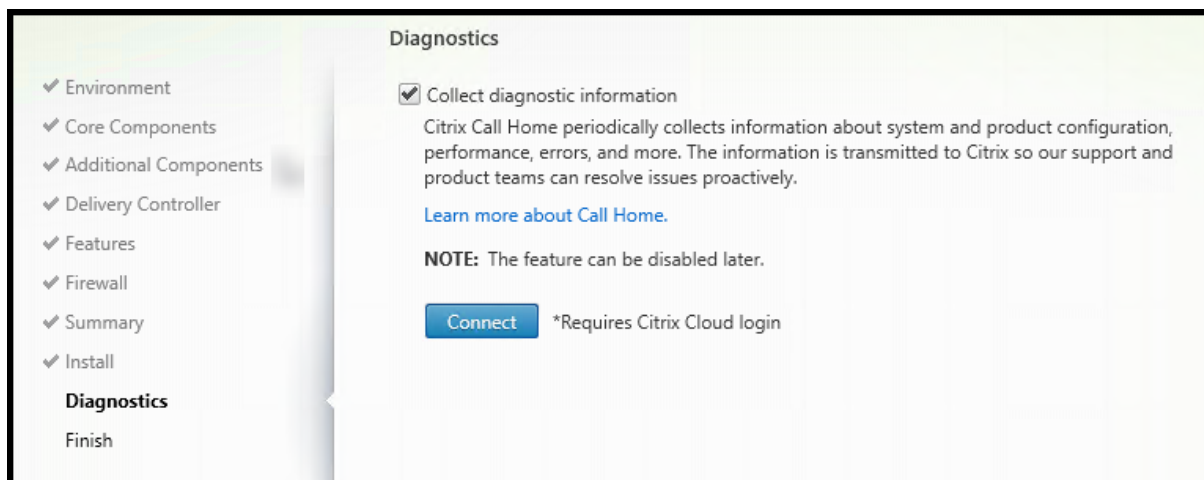 Diagnostics
Environment
Core Components
Additional Components
Delivery Controller
Features
Firewall
Summary
Install
Diagnostics
Finish
Collect diagnostic information
Citrix Call Home periodically collects information about system and product configuration,
performance, errors, and more. The information is transmitted to Citrix so our support and
product teams can resolve issues proactively.
Learn more about Call Home.
NOTE: The feature can be disabled later.
Connect *Requires Citrix Cloud login